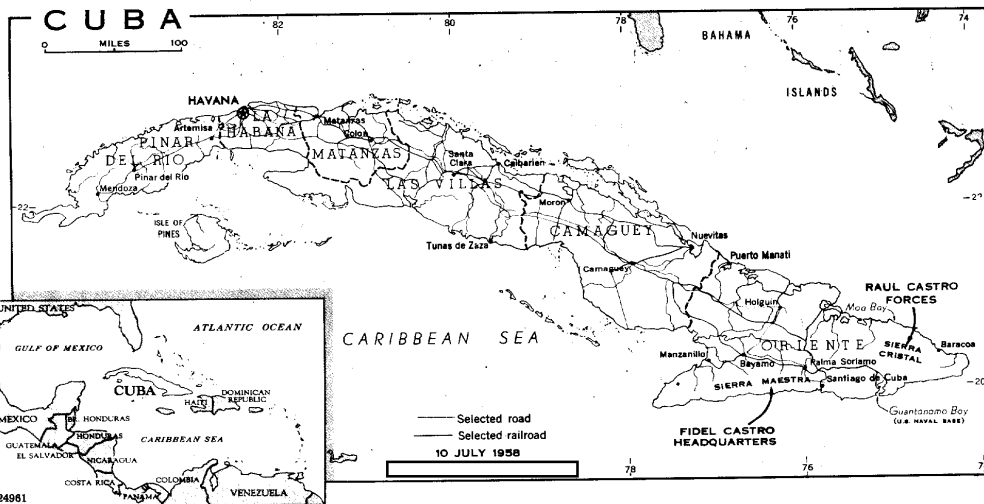 CUBA
0 MILES 100
82
80
78
76
74
BAHAMA
ISLANDS
HAVANA
LA
HABANA
Matanzas
Artemisa
Colon
PINAR
DEL RIO
MATANZAS
Pinar del Rio
Mendoza
Santa
Clara
Caibarien
LAS VILLAS
22
ISLE OF
PINES
Moron
CAMAGUEY
Tunas de Zaza
Nuevitas
Camaguey
Puerto Manati
RAUL CASTRO
FORCES
Holguin
Moa Bay
CARIBBEAN SEA
ORIENTE
SIERRA
CRISTAL
Baracoa
Manzanillo
Bayamo
Palma Soriamo
SIERRA MAESTRA
Santiago de Cuba
20
Guantanamo Bay
(U.S. NAVAL BASE)
FIDEL CASTRO
HEADQUARTERS
Selected road
Selected railroad
10 JULY 1958
78
76
UNITED STATES
ATLANTIC OCEAN
GULF OF MEXICO
CUBA
DOMINICAN
REPUBLIC
HAITI
MEXICO
BR. HONDURAS
HONDURAS
CARIBBEAN SEA
GUATEMALA
EL SALVADOR
NICARAGUA
COSTA RICA
PANAMA
COLOMBIA
VENEZUELA
24961